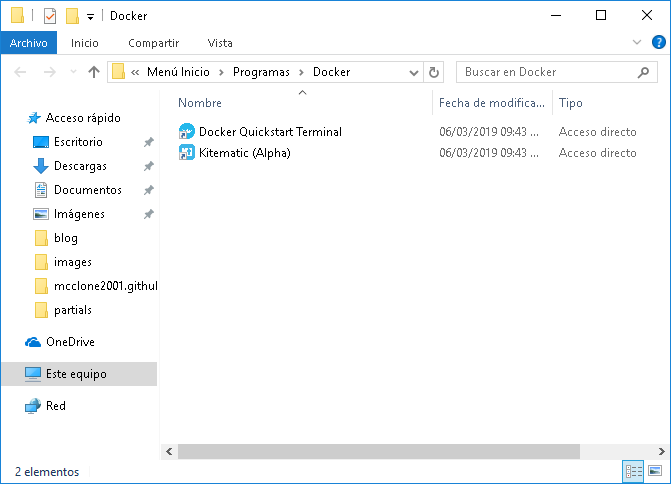 Docker
Archivo Inicio Compartir Vista
« Menú Inicio > Programas > Docker
Buscar en Docker
Nombre Fecha de modifica... Tipo
Docker Quickstart Terminal 06/03/2019 09:43 ... Acceso directo
Kitematic (Alpha) 06/03/2019 09:43 ... Acceso directo
Acceso rápido
Escritorio
Descargas
Documentos
Imágenes
blog
images
mcclone2001.githul
partials
OneDrive
Este equipo
Red
2 elementos